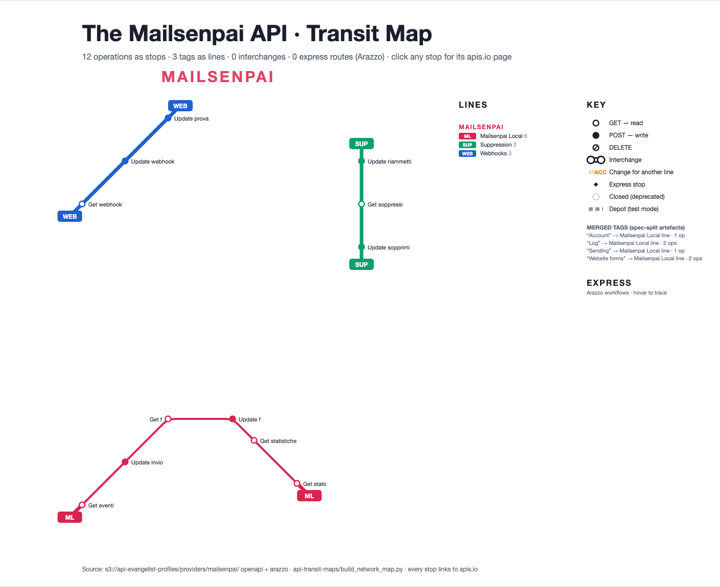 The Mailsenpai API · Transit Map
12 operations as stops · 3 tags as lines · 0 interchanges · 0 express routes (Arazzo) · click any stop for its apis.io page
MAILSENPAI
WEB
Update prova
Update webhook
Get webhook
WEB
SUP
Update riammetti
Get soppressi
Update sopprimi
SUP
Get f
Update f
Get statistiche
Update invio
Get stato
ML
Get eventi
ML
LINES
MAILSENPAI
ML Mailsenpai Local 6
SUP Suppression 3
WEB Webhooks 3
KEY
GET — read
POST — write
DELETE
Interchange
⇄ACC Change for another line
Express stop
Closed (deprecated)
Depot (test mode)
MERGED TAGS (spec-split artefacts)
"Account" → Mailsenpai Local line · 1 op
"Log" → Mailsenpai Local line · 2 ops
"Sending" → Mailsenpai Local line · 1 op
"Website forms" → Mailsenpai Local line · 2 ops
EXPRESS
Arazzo workflows · hover to trace
Source: s3://api-evangelist-profiles/providers/mailsenpai/ openapi + arazzo · api-transit-maps/build_network_map.py · every stop links to apis.io